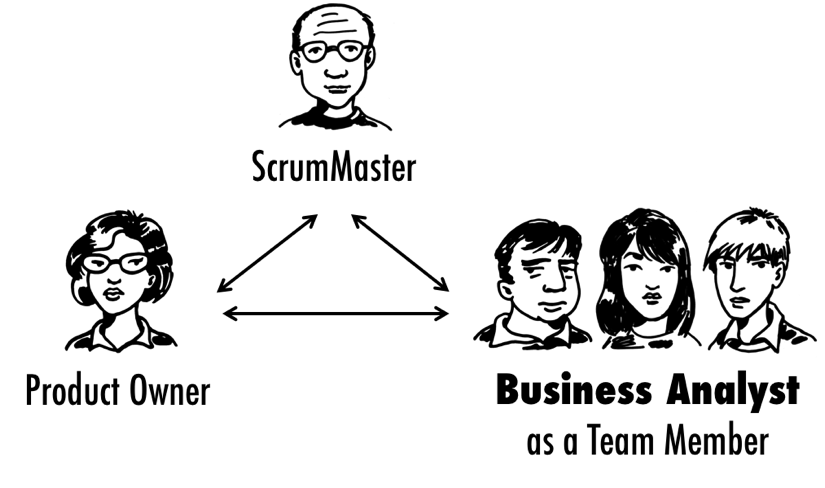 ScrumMaster
Product Owner
Business Analyst
as a Team Member